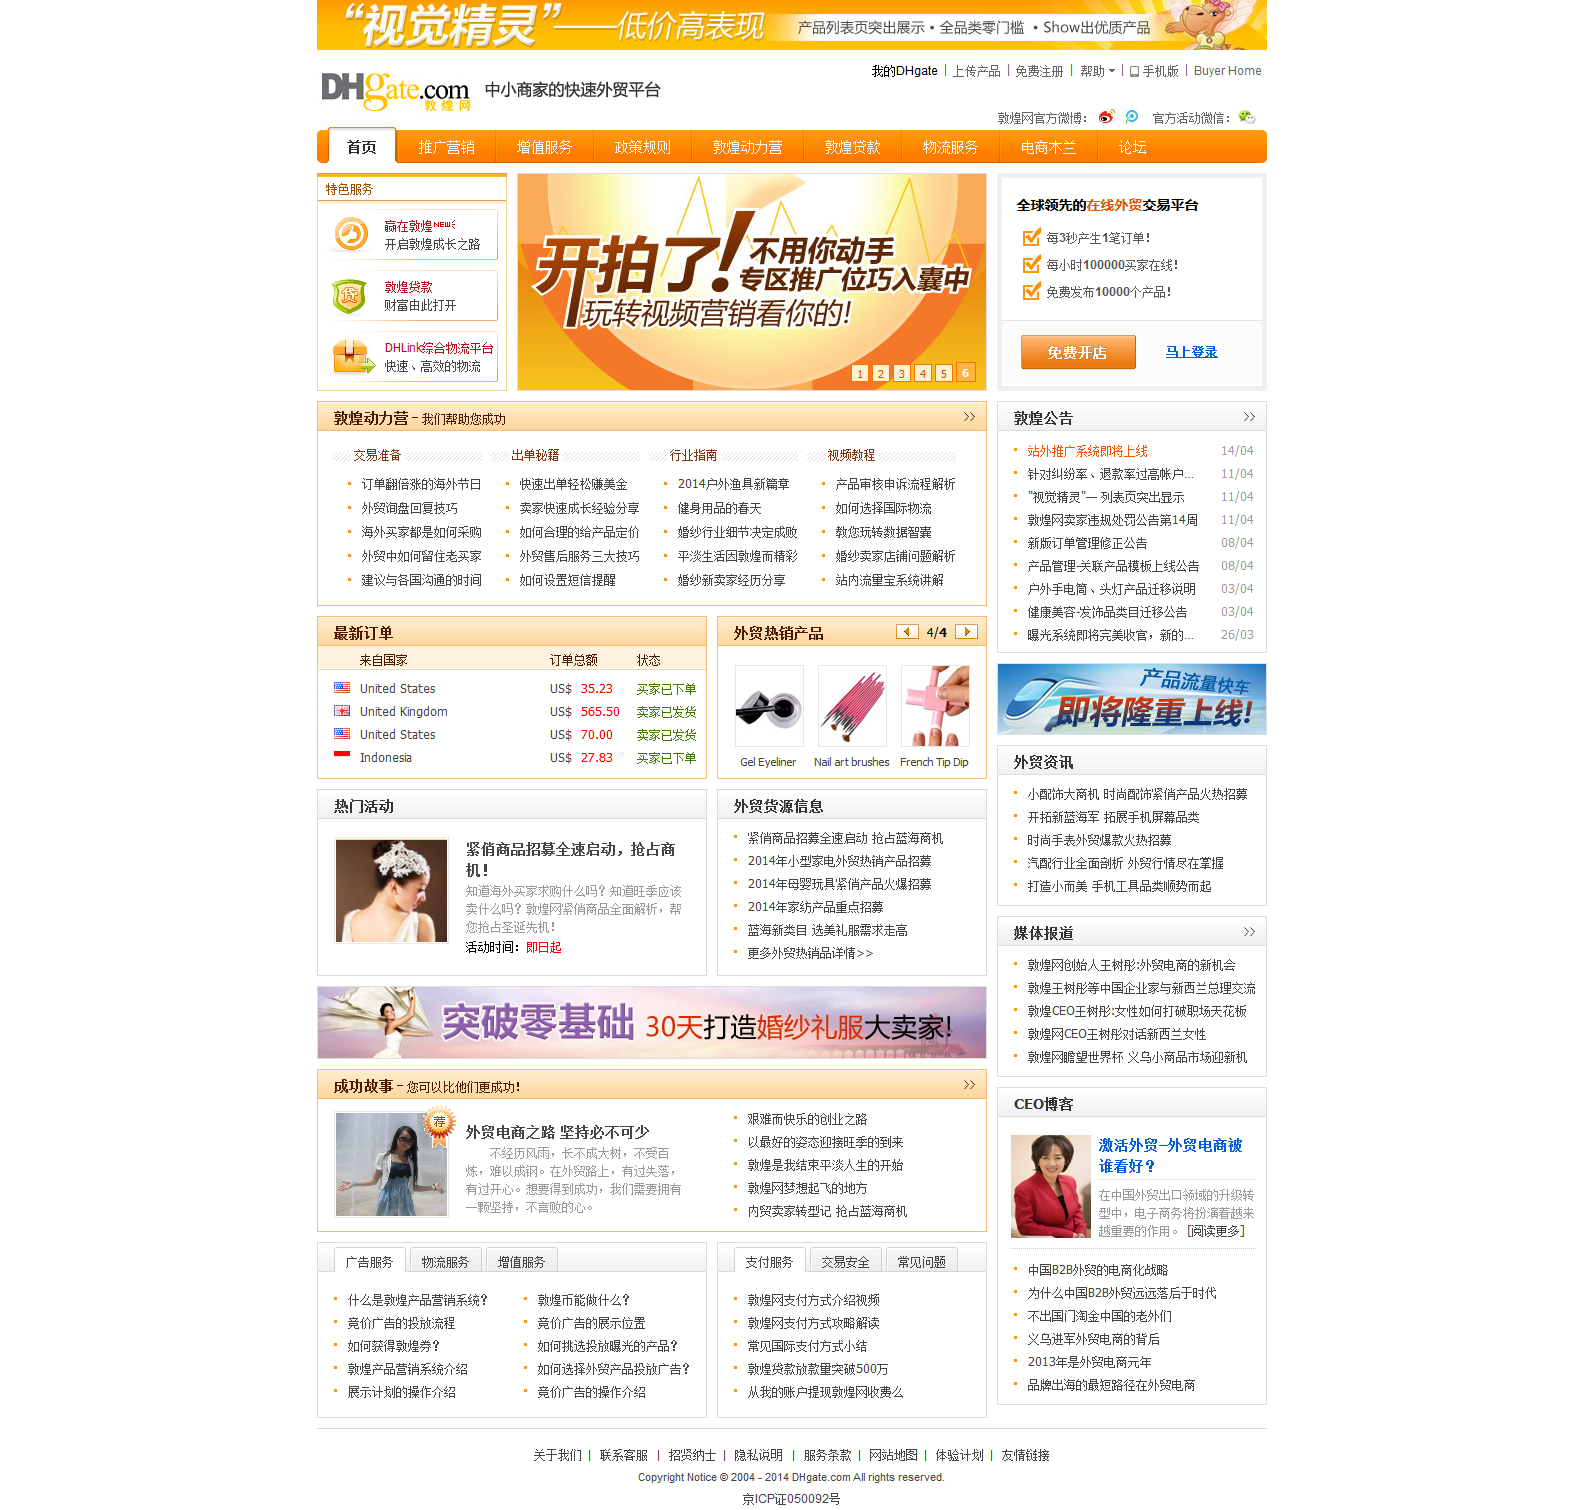 “视觉精灵”——低价高表现 产品列表页突出展示 • 全品类零门槛 • Show出优质产品
我的DHgate | 上传产品 | 免费注册 | 帮助 | 手机版 | Buyer Home
DHgate.com 敦煌网 中小商家的快速外贸平台
敦煌网官方微博： 官方活动微信：
首页 推广营销 增值服务 政策规则 敦煌动力营 敦煌贷款 物流服务 电商木兰 论坛
特色服务
赢在敦煌NEW
开启敦煌成长之路
敦煌贷款
财富由此打开
DHLink综合物流平台
快速、高效的物流
开拍了！不用你动手
专区推广位巧入囊中
玩转视频营销看你的!
1 2 3 4 5 6
全球领先的在线外贸交易平台
每3秒产生1笔订单！
每小时100000买家在线！
免费发布10000个产品！
免费开店 马上登录
敦煌动力营 - 我们帮助您成功 >>
交易准备
订单翻倍涨的海外节日
外贸询盘回复技巧
海外买家都是如何采购
外贸中如何留住老买家
建议与各国沟通的时间
出单秘籍
快速出单轻松赚美金
卖家快速成长经验分享
如何合理的给产品定价
外贸售后服务三大技巧
如何设置短信提醒
行业指南
2014户外渔具新篇章
健身用品的春天
婚纱行业细节决定成败
平淡生活因敦煌而精彩
婚纱新卖家经历分享
视频教程
产品审核申诉流程解析
如何选择国际物流
教您玩转数据智囊
婚纱卖家店铺问题解析
站内流量宝系统讲解
敦煌公告 >>
站外推广系统即将上线 14/04
针对纠纷率、退款率过高帐户... 11/04
"视觉精灵"— 列表页突出显示 11/04
敦煌网卖家违规处罚公告第14周 11/04
新版订单管理修正公告 08/04
产品管理-关联产品模板上线公告 08/04
户外手电筒、头灯产品迁移说明 03/04
健康美容-发饰品类目迁移公告 03/04
曝光系统即将完美收官，新的... 26/03
最新订单
来自国家 订单总额 状态
United States US$ 35.23 买家已下单
United Kingdom US$ 565.50 卖家已发货
United States US$ 70.00 卖家已发货
Indonesia US$ 27.83 买家已下单
外贸热销产品 4/4
Gel Eyeliner Nail art brushes French Tip Dip
产品流量快车
即将隆重上线!
外贸资讯
小配饰大商机 时尚配饰紧俏产品火热招募
开拓新蓝海军 拓展手机屏幕品类
时尚手表外贸爆款火热招募
汽配行业全面剖析 外贸行情尽在掌握
打造小而美 手机工具品类顺势而起
热门活动
紧俏商品招募全速启动，抢占商
机！
知道海外买家求购什么吗？知道旺季应该
卖什么吗？敦煌网紧俏商品全面解析，帮
您抢占圣诞先机！
活动时间：即日起
外贸货源信息
紧俏商品招募全速启动 抢占蓝海商机
2014年小型家电外贸热销产品招募
2014年母婴玩具紧俏产品火爆招募
2014年家纺产品重点招募
蓝海新类目 选美礼服需求走高
更多外贸热销品详情>>
媒体报道 >>
敦煌网创始人王树彤:外贸电商的新机会
敦煌王树彤等中国企业家与新西兰总理交流
敦煌CEO王树彤:女性如何打破职场天花板
敦煌网CEO王树彤对话新西兰女性
敦煌网瞻望世界杯 义乌小商品市场迎新机
突破零基础 30天打造婚纱礼服大卖家!
成功故事 - 您可以比他们更成功！ >>
荐
外贸电商之路 坚持必不可少
不经历风雨，长不成大树，不受百
炼，难以成钢。在外贸路上，有过失落，
有过开心。想要得到成功，我们需要拥有
一颗坚持，不言败的心。
艰难而快乐的创业之路
以最好的姿态迎接旺季的到来
敦煌是我结束平淡人生的开始
敦煌网梦想起飞的地方
内贸卖家转型记 抢占蓝海商机
CEO博客
激活外贸—外贸电商被
谁看好？
在中国外贸出口领域的升级转
型中，电子商务将扮演着越来
越重要的作用。 [阅读更多]
中国B2B外贸的电商化战略
为什么中国B2B外贸远远落后于时代
不出国门淘金中国的老外们
义乌进军外贸电商的背后
2013年是外贸电商元年
品牌出海的最短路径在外贸电商
广告服务 物流服务 增值服务
什么是敦煌产品营销系统？
竞价广告的投放流程
如何获得敦煌券？
敦煌产品营销系统介绍
展示计划的操作介绍
敦煌币能做什么？
竞价广告的展示位置
如何挑选投放曝光的产品？
如何选择外贸产品投放广告？
竞价广告的操作介绍
支付服务 交易安全 常见问题
敦煌网支付方式介绍视频
敦煌网支付方式攻略解读
常见国际支付方式小结
敦煌贷款放款量突破500万
从我的账户提现敦煌网收费么
关于我们 | 联系客服 | 招贤纳士 | 隐私说明 | 服务条款 | 网站地图 | 体验计划 | 友情链接
Copyright Notice © 2004 - 2014 DHgate.com All rights reserved.
京ICP证050092号